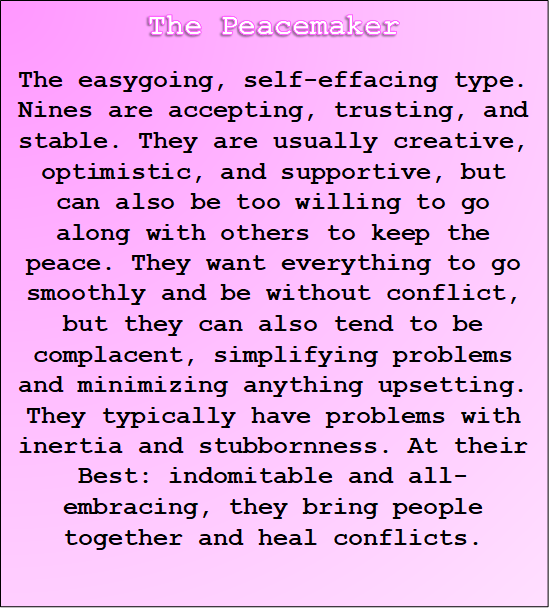 The Peacemaker
The easygoing, self-effacing type.
Nines are accepting, trusting, and
stable. They are usually creative,
optimistic, and supportive, but
can also be too willing to go
along with others to keep the
peace. They want everything to go
smoothly and be without conflict,
but they can also tend to be
complacent, simplifying problems
and minimizing anything upsetting.
They typically have problems with
inertia and stubbornness. At their
Best: indomitable and all-
embracing, they bring people
together and heal conflicts.